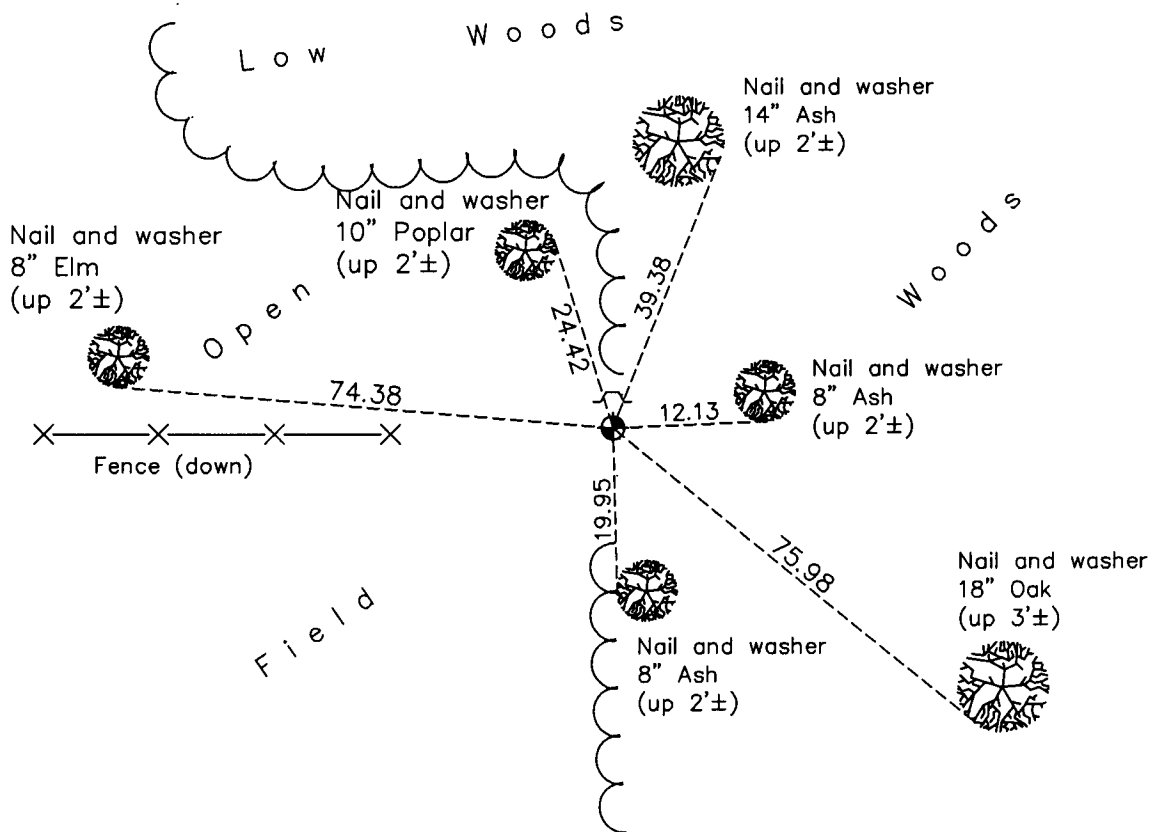 Low Woods
Nail and washer
14" Ash
(up 2'±)
Nail and washer
10" Poplar
(up 2'±)
Nail and washer
8" Elm
(up 2'±)
Woods
Open
39.38
24.42
74.38
12.13
Nail and washer
8" Ash
(up 2'±)
Fence (down)
19.95
75.98
Nail and washer
18" Oak
(up 3'±)
Field
Nail and washer
8" Ash
(up 2'±)